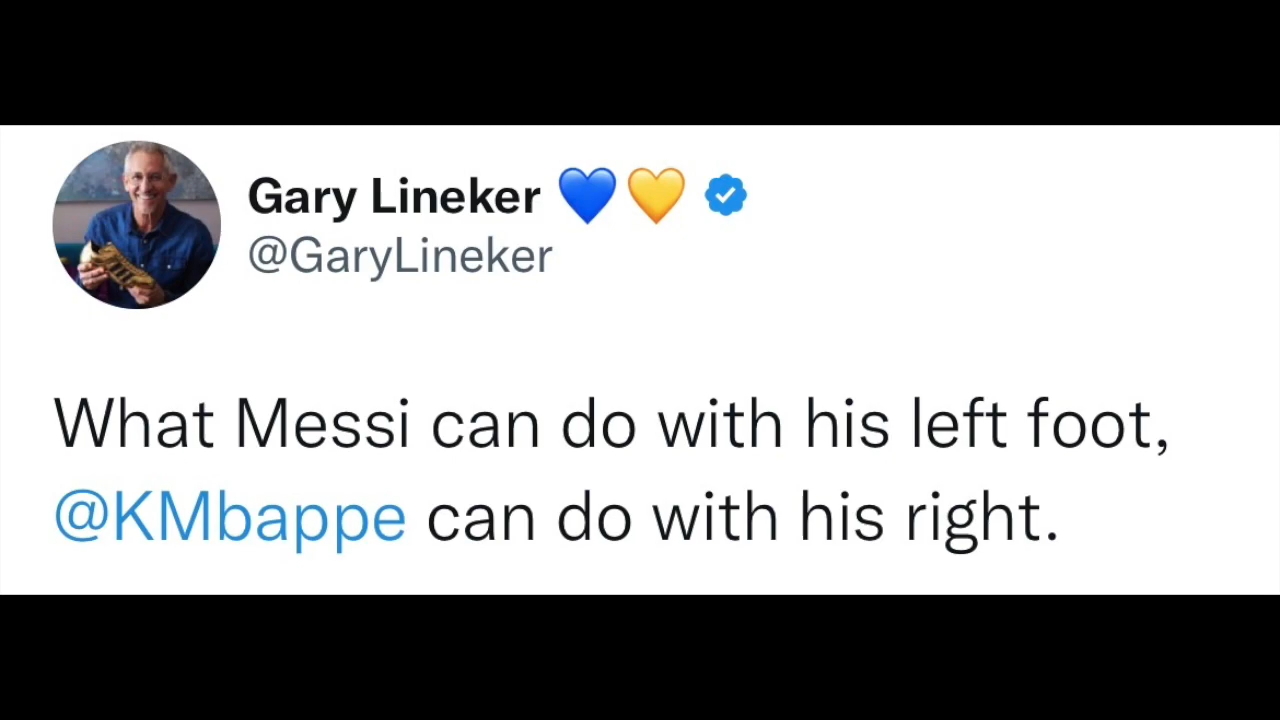 Gary Lineker 💙💛
@GaryLineker
What Messi can do with his left foot,
@KMbappe can do with his right.